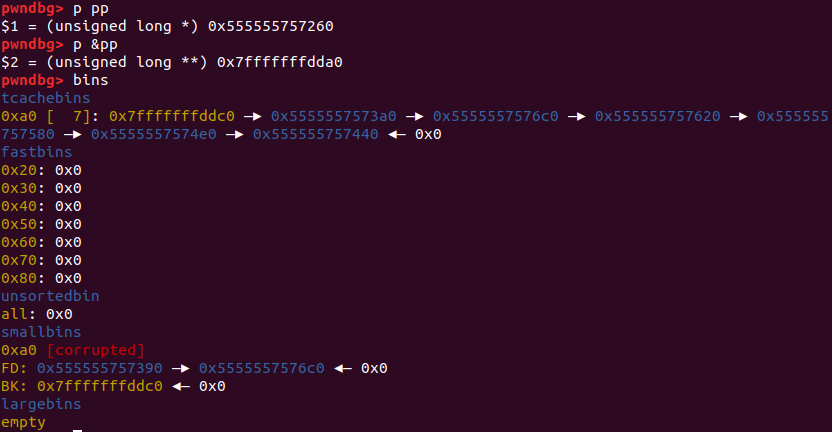 pwndbg> p pp
$1 = (unsigned long *) 0x555555757260
pwndbg> p &pp
$2 = (unsigned long **) 0x7fffffffdda0
pwndbg> bins
tcachebins
0xa0 [  7]: 0x7fffffffddc0 —▸ 0x5555557573a0 —▸ 0x5555557576c0 —▸ 0x555555757620 —▸ 0x555555
757580 —▸ 0x5555557574e0 —▸ 0x555555757440 ◂— 0x0
fastbins
0x20: 0x0
0x30: 0x0
0x40: 0x0
0x50: 0x0
0x60: 0x0
0x70: 0x0
0x80: 0x0
unsortedbin
all: 0x0
smallbins
0xa0 [corrupted]
FD: 0x555555757390 —▸ 0x5555557576c0 ◂— 0x0
BK: 0x7fffffffddc0 ◂— 0x0
largebins
empty